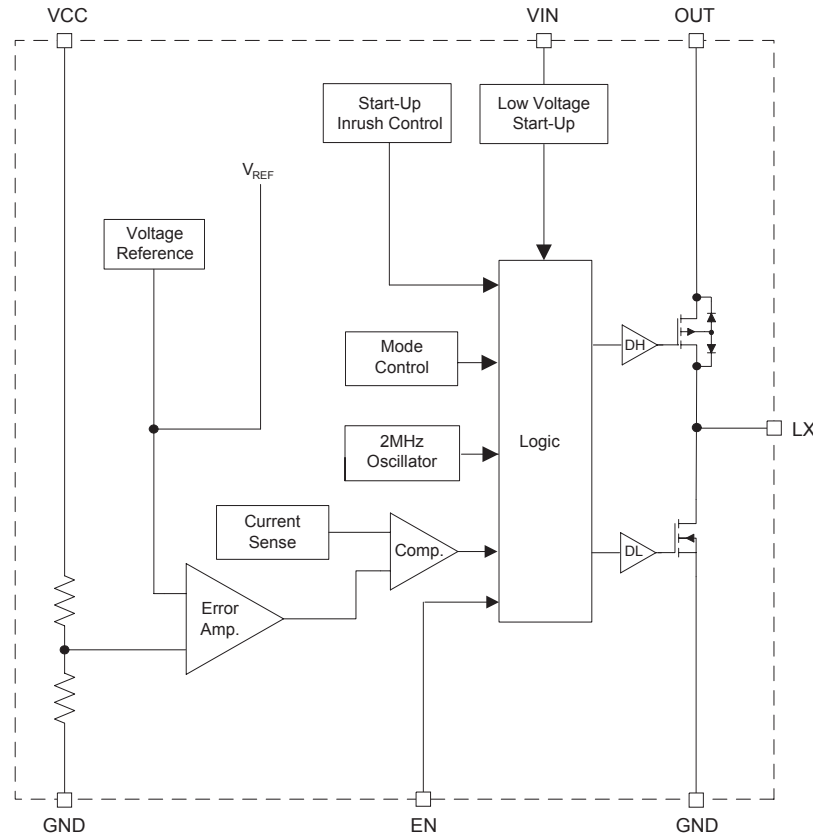 VCC
VIN
OUT
Start-Up
Inrush Control
Low Voltage
Start-Up
VREF
Voltage
Reference
Mode
Control
DH
LX
2MHz
Oscillator
Logic
Current
Sense
Comp.
DL
Error
Amp.
GND
EN
GND